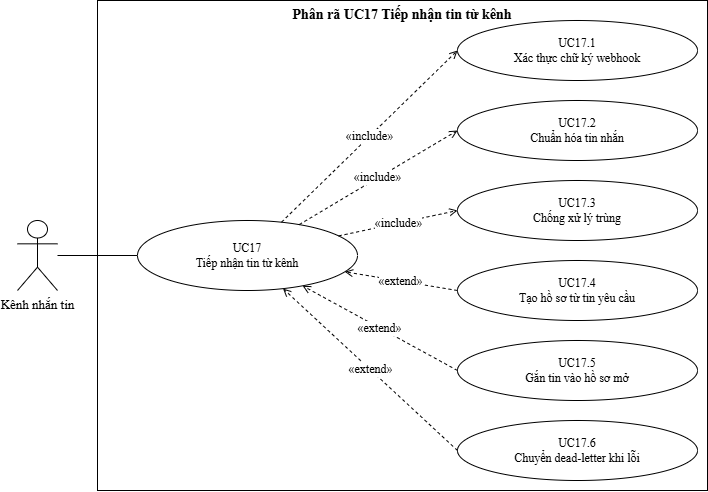 Phân rã UC17 Tiếp nhận tin từ kênh
UC17.1
Xác thực chữ ký webhook
«include»
UC17.2
Chuẩn hóa tin nhắn
«include»
UC17.3
Chống xử lý trùng
«include»
UC17
Tiếp nhận tin từ kênh
Kênh nhắn tin
«extend»
UC17.4
Tạo hồ sơ từ tin yêu cầu
«extend»
UC17.5
Gắn tin vào hồ sơ mở
«extend»
UC17.6
Chuyển dead-letter khi lỗi